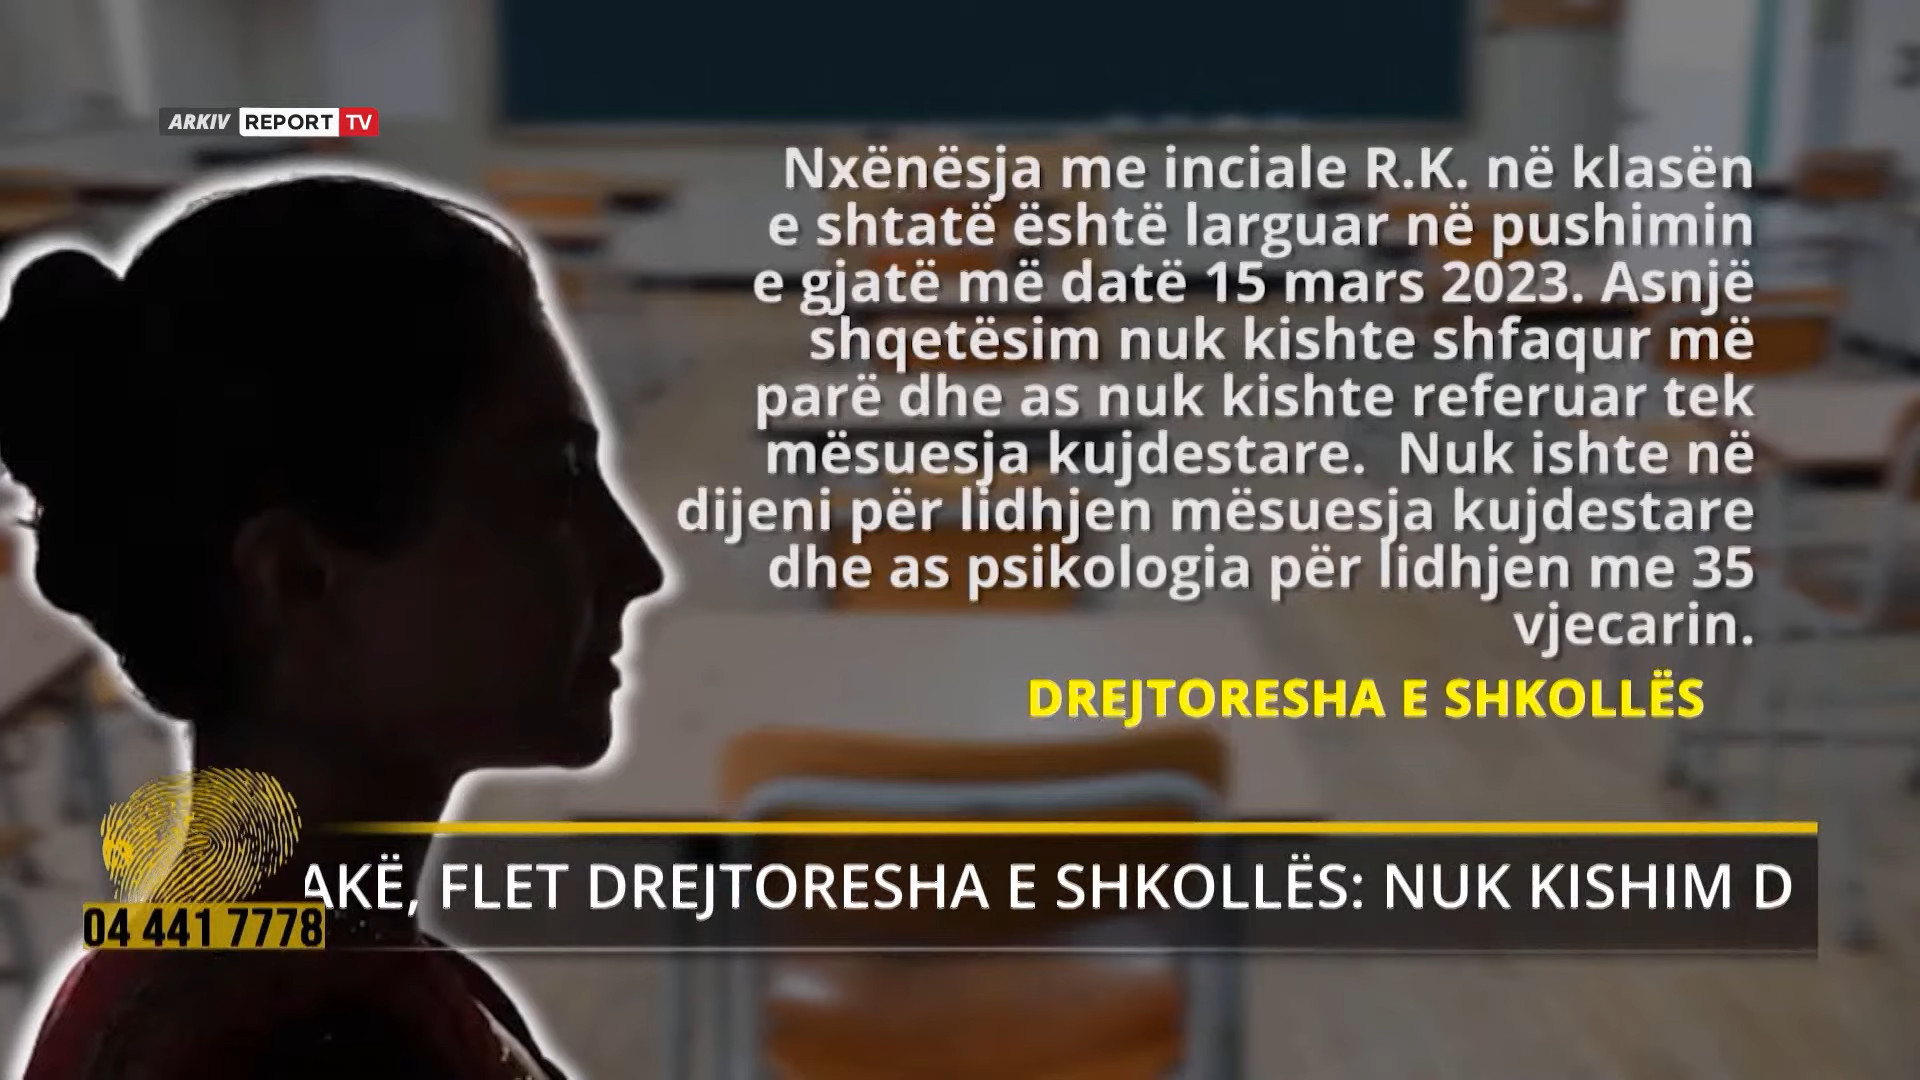 ARKIV REPORT TV
Nxënësja me inciale R.K. në klasën
e shtatë është larguar në pushimin
e gjatë më datë 15 mars 2023. Asnjë
shqetësim nuk kishte shfaqur më
parë dhe as nuk kishte referuar tek
mësuesja kujdestare. Nuk ishte në
dijeni për lidhjen mësuesja kujdestare
dhe as psikologia për lidhjen me 35
vjecarin.
DREJTORESHA E SHKOLLËS
AKË, FLET DREJTORESHA E SHKOLLËS: NUK KISHIM D
04 441 7778